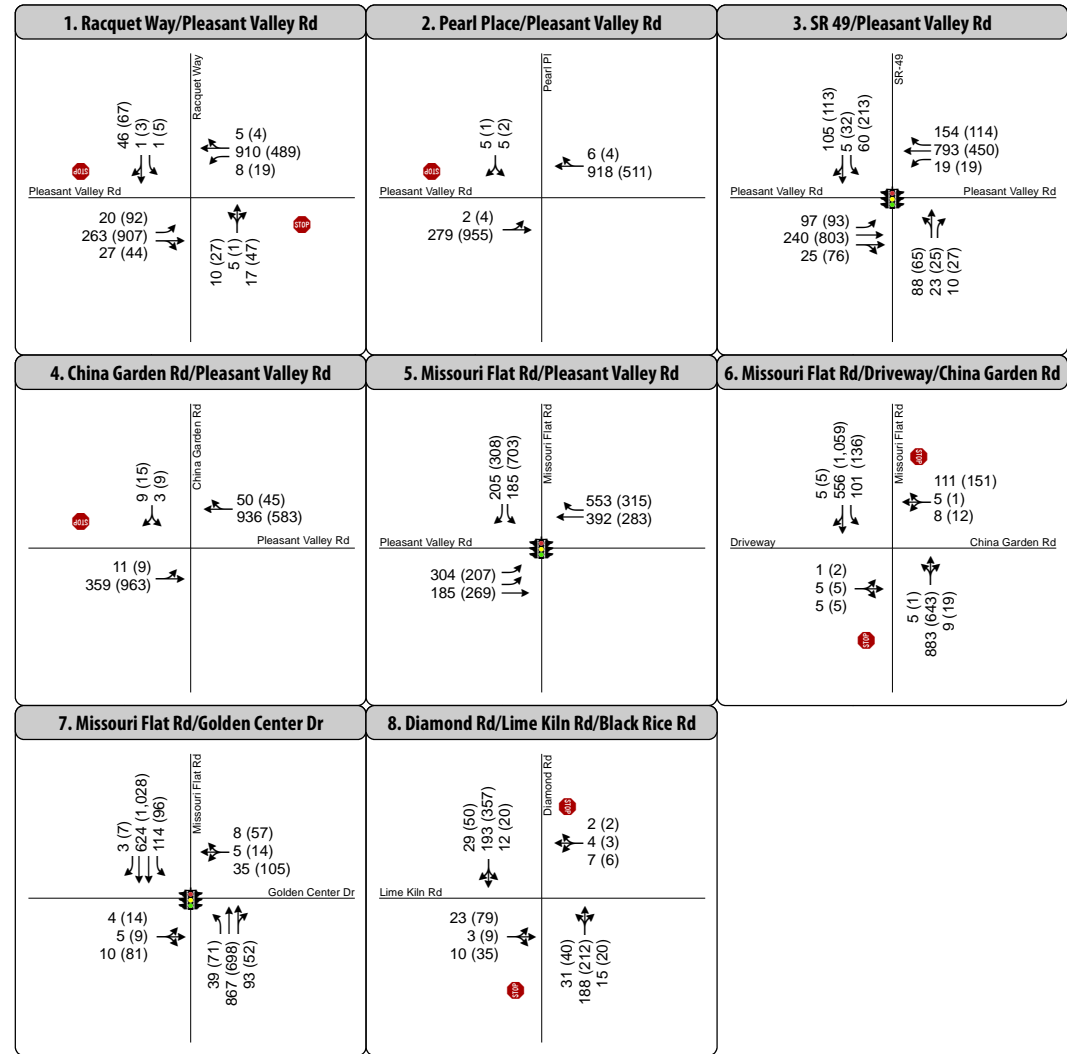 1. Racquet Way/Pleasant Valley Rd
Racquet Way
46 (67)
1 (3)
1 (5)
5 (4)
910 (489)
8 (19)
STOP
Pleasant Valley Rd
20 (92)
263 (907)
27 (44)
10 (27)
5 (1)
17 (47)
STOP
2. Pearl Place/Pleasant Valley Rd
Pearl Pl
5 (1)
5 (2)
6 (4)
918 (511)
STOP
Pleasant Valley Rd
2 (4)
279 (955)
3. SR 49/Pleasant Valley Rd
SR-49
105 (113)
5 (32)
60 (213)
154 (114)
793 (450)
19 (19)
Pleasant Valley Rd
Pleasant Valley Rd
97 (93)
240 (803)
25 (76)
88 (65)
23 (25)
10 (27)
4. China Garden Rd/Pleasant Valley Rd
China Garden Rd
9 (15)
3 (9)
50 (45)
936 (583)
STOP
Pleasant Valley Rd
11 (9)
359 (963)
5. Missouri Flat Rd/Pleasant Valley Rd
Missouri Flat Rd
205 (308)
185 (703)
553 (315)
392 (283)
Pleasant Valley Rd
304 (207)
185 (269)
6. Missouri Flat Rd/Driveway/China Garden Rd
Missouri Flat Rd
5 (5)
556 (1,059)
101 (136)
STOP
111 (151)
5 (1)
8 (12)
Driveway
China Garden Rd
1 (2)
5 (5)
5 (5)
STOP
5 (1)
883 (643)
9 (19)
7. Missouri Flat Rd/Golden Center Dr
Missouri Flat Rd
3 (7)
624 (1,028)
114 (96)
8 (57)
5 (14)
35 (105)
Golden Center Dr
4 (14)
5 (9)
10 (81)
39 (71)
867 (698)
93 (52)
8. Diamond Rd/Lime Kiln Rd/Black Rice Rd
Diamond Rd
29 (50)
193 (357)
12 (20)
STOP
2 (2)
4 (3)
7 (6)
Lime Kiln Rd
23 (79)
3 (9)
10 (35)
STOP
31 (40)
188 (212)
15 (20)